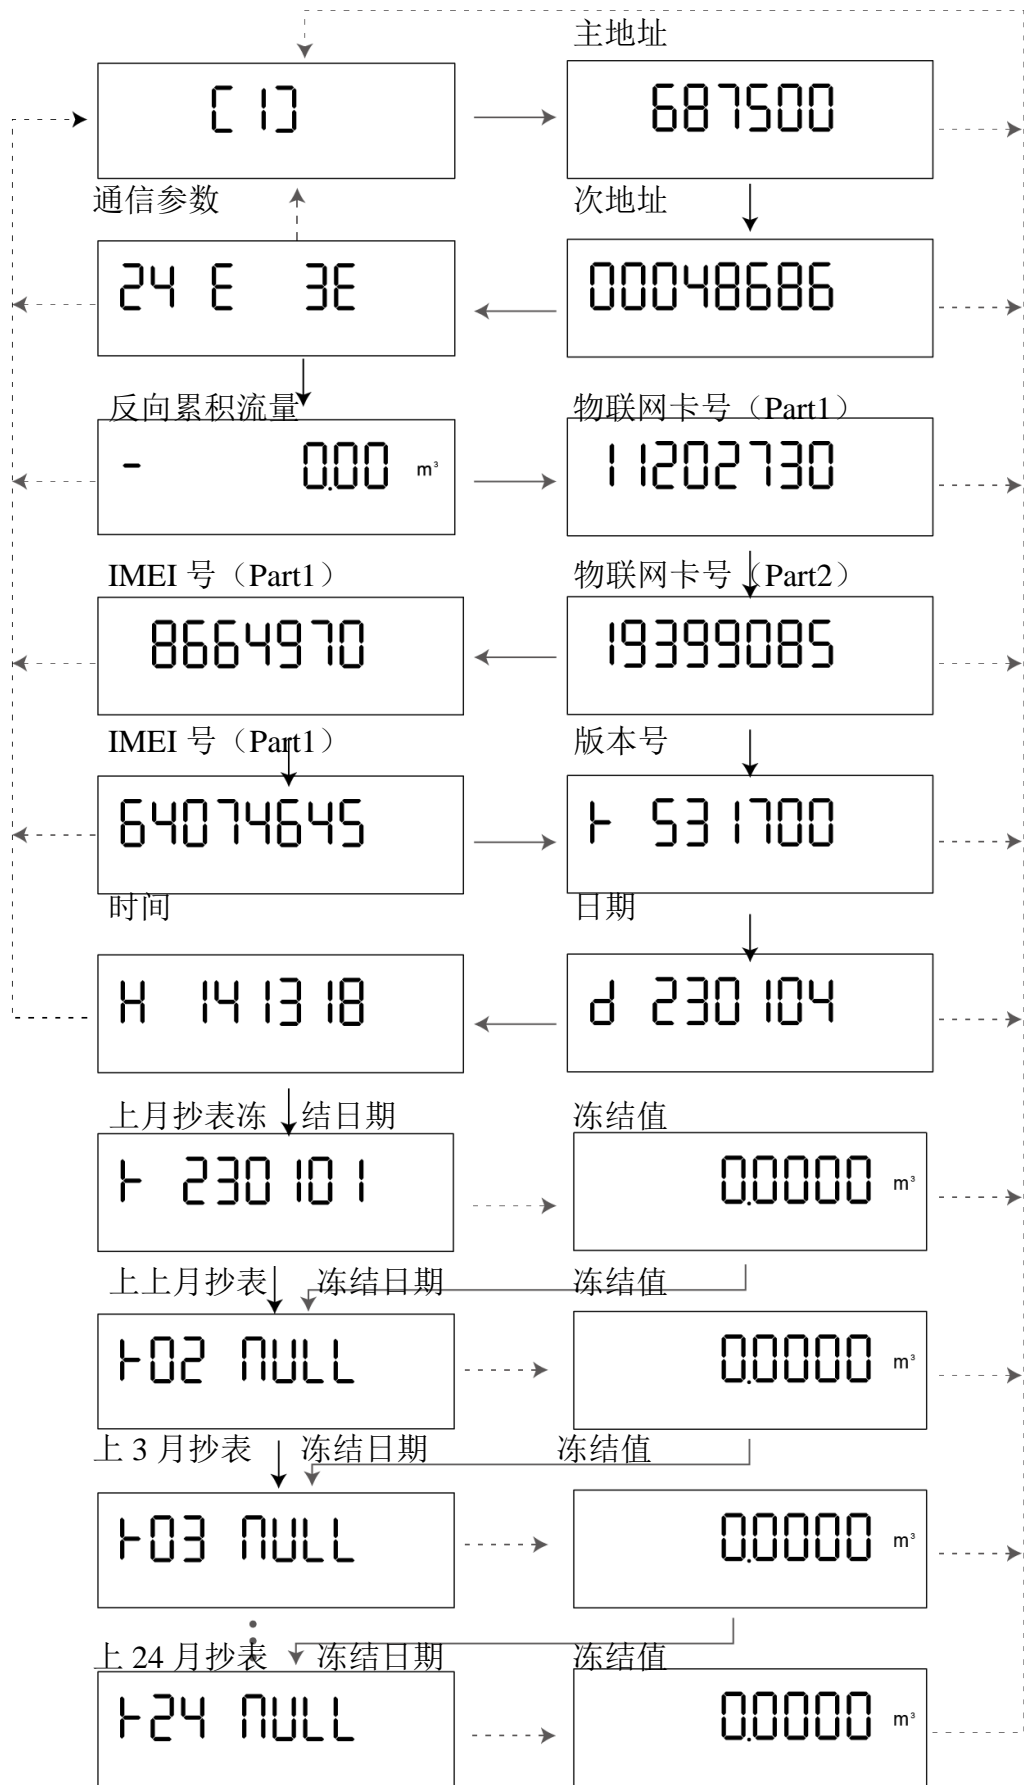 主地址
[ 1]
687500
通信参数
次地址
24 E 3E
00048686
反向累积流量
物联网卡号（Part1）
- 0.00 m³
11202730
IMEI 号（Part1）
物联网卡号（Part2）
8664970
19399085
IMEI 号（Part1）
版本号
64074645
⊦ 531700
时间
日期
H 141318
d 230104
上月抄表冻 结日期
冻结值
⊦ 230101
0.0000 m³
上上月抄表 冻结日期
冻结值
⊦02 NULL
0.0000 m³
上 3 月抄表 冻结日期
冻结值
⊦03 NULL
0.0000 m³
上 24 月抄表 冻结日期
冻结值
⊦24 NULL
0.0000 m³